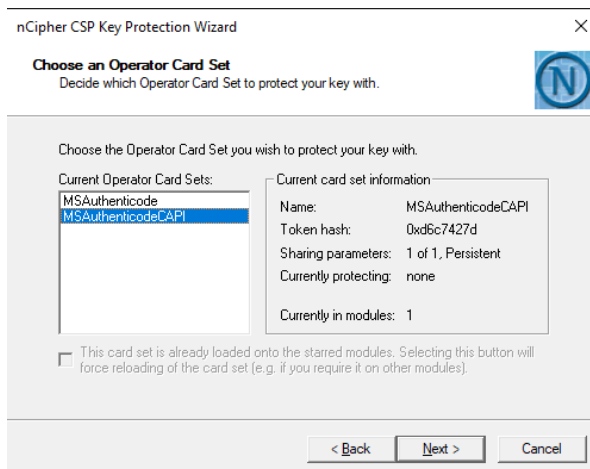 nCipher CSP Key Protection Wizard
Choose an Operator Card Set
Decide which Operator Card Set to protect your key with.
N
Choose the Operator Card Set you wish to protect your key with.
Current Operator Card Sets:
MSAuthenticode
MSAuthenticodeCAPI
Current card set information
Name: MSAuthenticodeCAPI
Token hash: 0xd6c7427d
Sharing parameters: 1 of 1, Persistent
Currently protecting: none
Currently in modules: 1
This card set is already loaded onto the starred modules. Selecting this button will
force reloading of the card set (e.g. if you require it on other modules).
< Back
Next >
Cancel